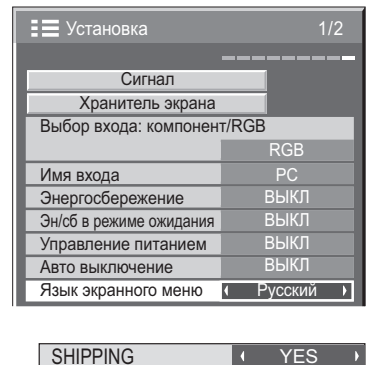 Установка 1/2
Сигнал
Хранитель экрана
Выбор входа: компонент/RGB
RGB
Имя входа PC
Энергосбережение ВЫКЛ
Эн/сб в режиме ожидания ВЫКЛ
Управление питанием ВЫКЛ
Авто выключение ВЫКЛ
Язык экранного меню Русский
SHIPPING YES